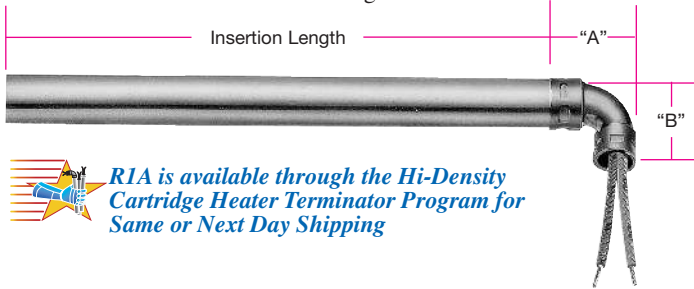 Insertion Length
“A”
“B”
R1A is available through the Hi-Density
Cartridge Heater Terminator Program for
Same or Next Day Shipping